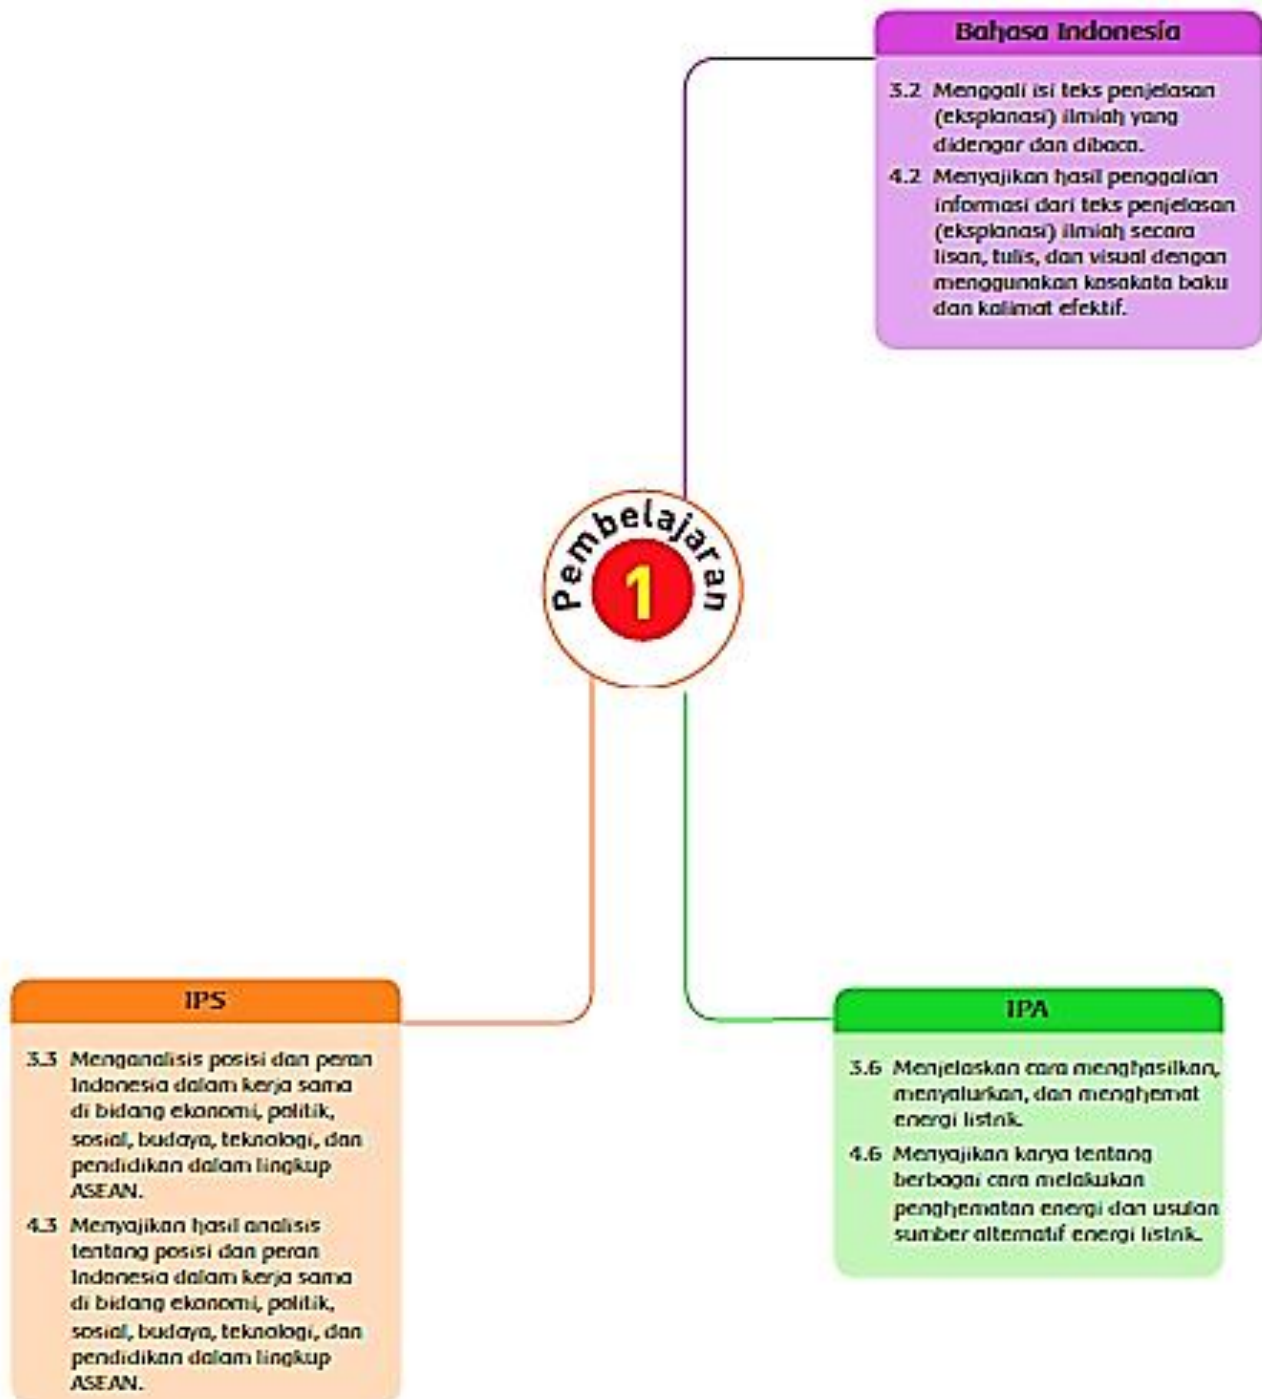 Bahasa Indonesia
3.2 Menggali isi teks penjelasan
(eksplanasi) ilmiah yang
didengar dan dibaca.
4.2 Menyajikan hasil penggalian
informasi dari teks penjelasan
(eksplanasi) ilmiah secara
lisan, tulis, dan visual dengan
menggunakan kosakata baku
dan kalimat efektif.
Pembelajaran
1
IPS
3.3 Menganalisis posisi dan peran
Indonesia dalam kerja sama
di bidang ekonomi, politik,
sosial, budaya, teknologi, dan
pendidikan dalam lingkup
ASEAN.
4.3 Menyajikan hasil analisis
tentang posisi dan peran
Indonesia dalam kerja sama
di bidang ekonomi, politik,
sosial, budaya, teknologi, dan
pendidikan dalam lingkup
ASEAN.
IPA
3.6 Menjelaskan cara menghasilkan,
menyalurkan, dan menghemat
energi listrik.
4.6 Menyajikan karya tentang
berbagai cara melakukan
penghematan energi dan usulan
sumber alternatif energi listrik.